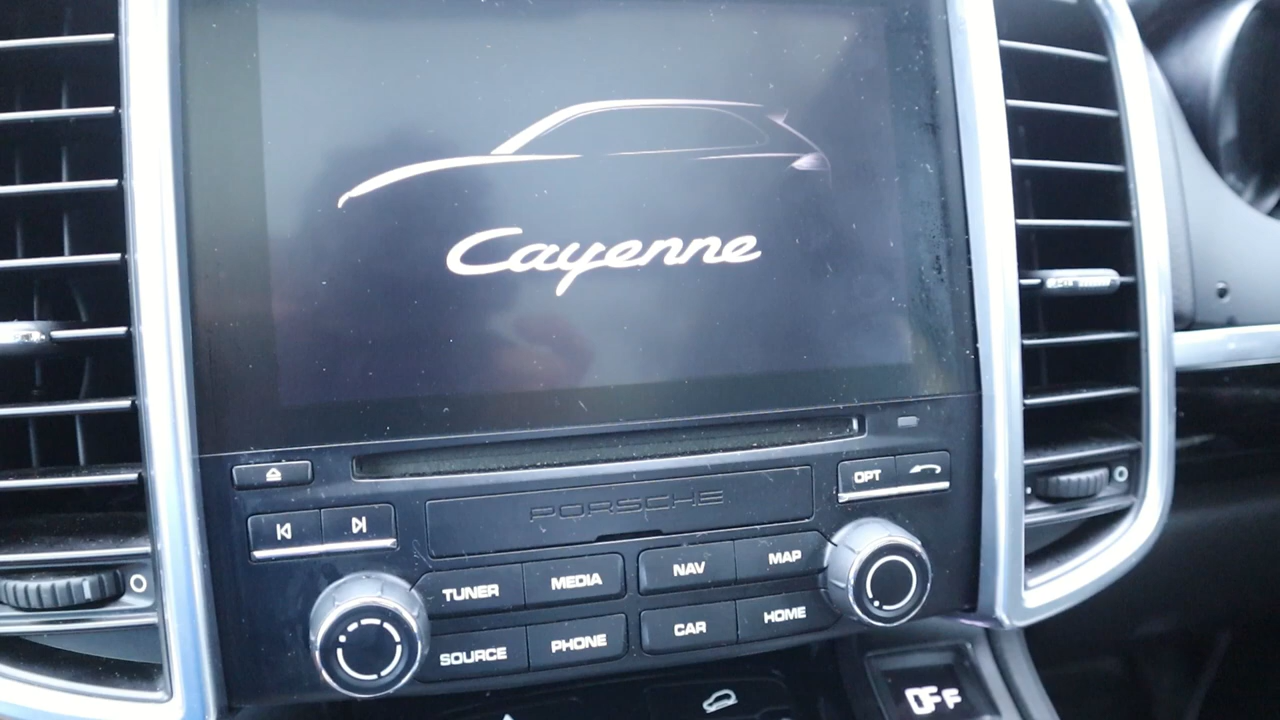 Cayenne
OPT
PORSCHE
TUNER MEDIA NAV MAP
SOURCE PHONE CAR HOME
OFF